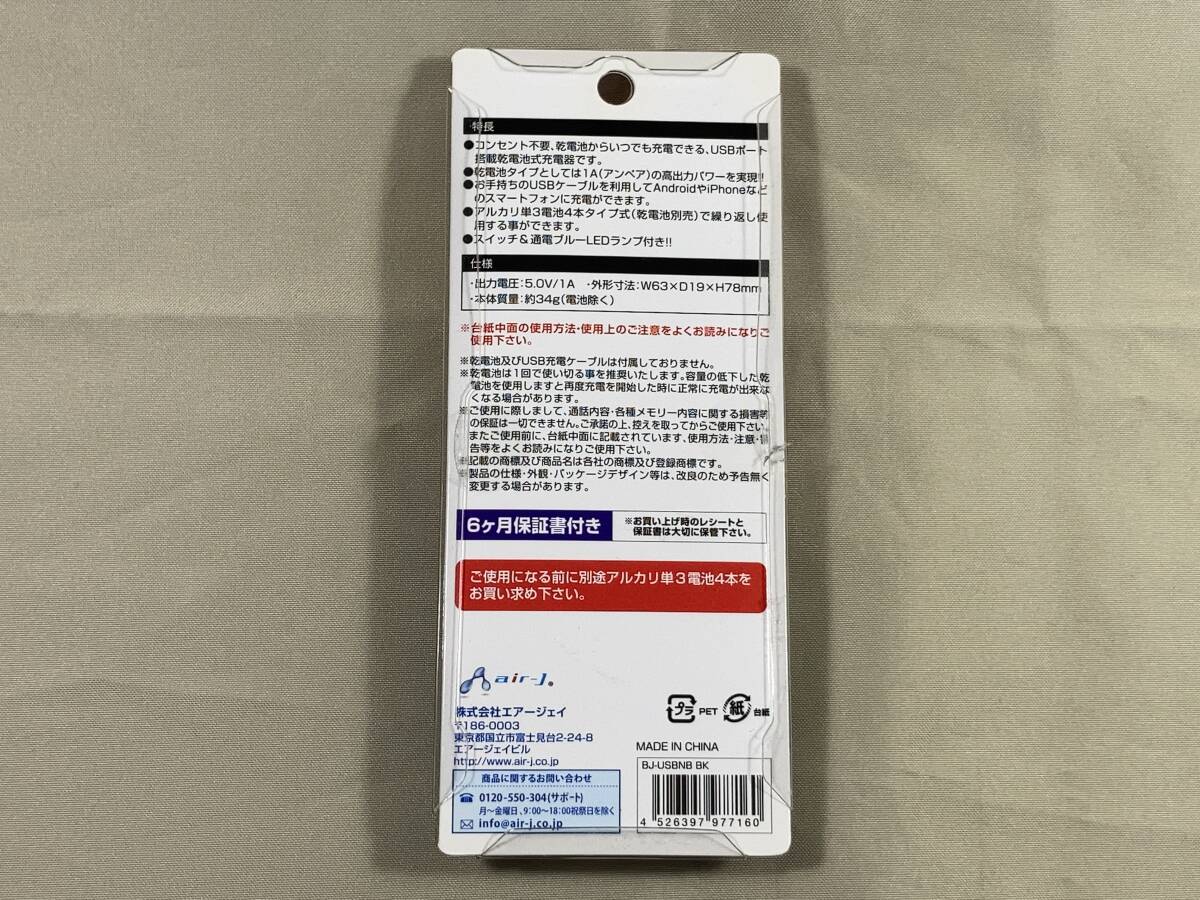 特長
●コンセント不要、乾電池からいつでも充電できる、USBポート
搭載乾電池式充電器です。
●乾電池タイプとしては1A(アンペア)の高出力パワーを実現!!
●お手持ちのUSBケーブルを利用してAndroidやiPhoneなど
のスマートフォンに充電ができます。
●アルカリ単3電池4本タイプ式(乾電池別売)で繰り返し使
用する事ができます。
●スイッチ&通電ブルーLEDランプ付き!!
仕様
・出力電圧:5.0V/1A ・外形寸法:W63×D19×H78mm
・本体質量:約34g(電池除く)
※台紙中面の使用方法・使用上のご注意をよくお読みになりご
使用下さい。
※乾電池及びUSB充電ケーブルは付属しておりません。
※乾電池は1回で使い切る事を推奨いたします。容量の低下した乾
電池を使用しますと再度充電を開始した時に正常に充電が出来な
くなる場合があります。
※ご使用に際しまして、通話内容・各種メモリー内容に関する損害等
の保証は一切できません。ご承諾の上、控えを取ってからご使用下さい。
またご使用前に、台紙中面に記載されています、使用方法・注意・警
告等をよくお読みになりご使用下さい。
※記載の商標及び商品名は各社の商標及び登録商標です。
※製品の仕様・外観・パッケージデザイン等は、改良のため予告無く
変更する場合があります。
6ヶ月保証書付き
※お買い上げ時のレシートと
保証書は大切に保管下さい。
ご使用になる前に別途アルカリ単3電池4本を
お買い求め下さい。
air-J®
株式会社エアージェイ
〒186-0003
東京都国立市富士見台2-24-8
エアージェイビル
http://www.air-j.co.jp
商品に関するお問い合わせ
☎ 0120-550-304(サポート)
月~金曜日、9:00~18:00祝祭日を除く
✉ info@air-j.co.jp
プラ PET 紙 台紙
MADE IN CHINA
BJ-USBNB BK
4 526397 977160